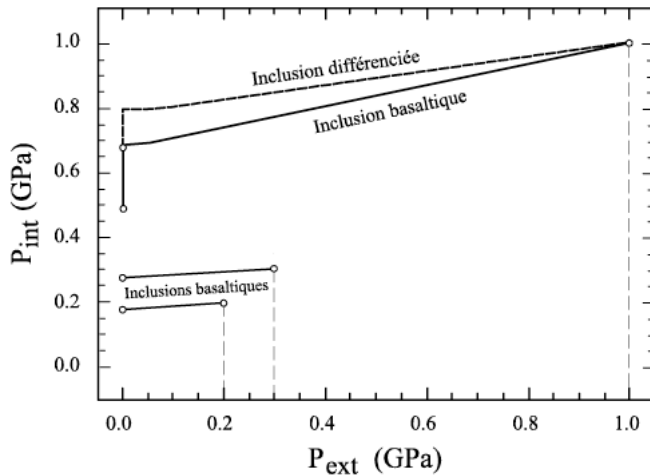 1.0
0.8
0.6
0.4
0.2
0.0
P_int (GPa)
Inclusion différenciée
Inclusion basaltique
Inclusions basaltiques
0.0 0.2 0.4 0.6 0.8 1.0
P_ext (GPa)